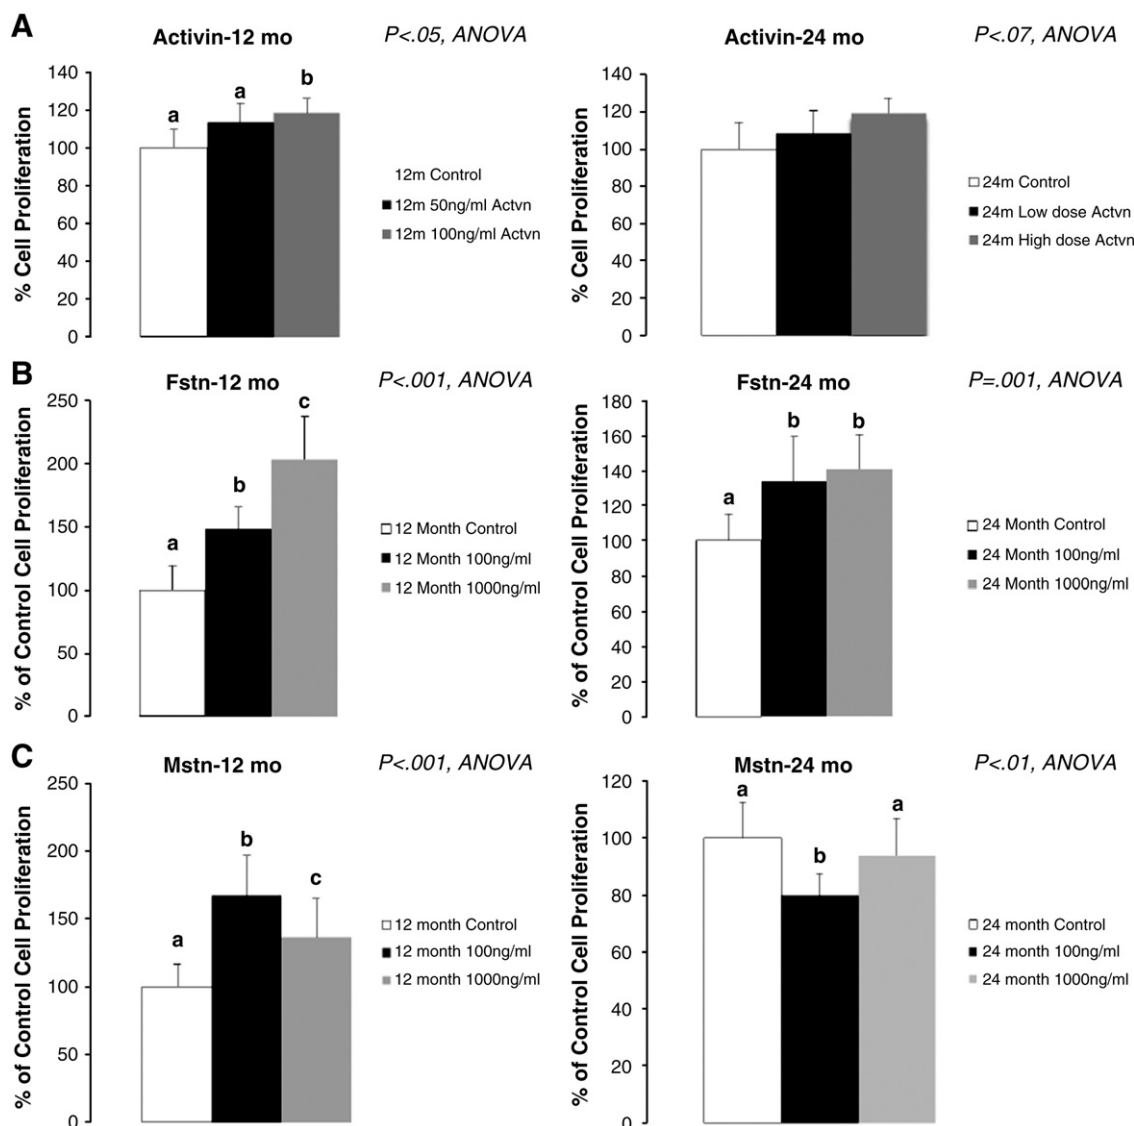 A
Activin-12 mo
P<.05, ANOVA
% Cell Proliferation
140
120
100
80
60
40
20
0
a
a
b
12m Control
12m 50ng/ml Actvn
12m 100ng/ml Actvn
Activin-24 mo
P<.07, ANOVA
% Cell Proliferation
140
120
100
80
60
40
20
0
24m Control
24m Low dose Actvn
24m High dose Actvn
B
Fstn-12 mo
P<.001, ANOVA
% of Control Cell Proliferation
250
200
150
100
50
0
a
b
c
12 Month Control
12 Month 100ng/ml
12 Month 1000ng/ml
Fstn-24 mo
P=.001, ANOVA
% of Control Cell Proliferation
180
160
140
120
100
80
60
40
20
0
a
b
b
24 Month Control
24 Month 100ng/ml
24 Month 1000ng/ml
C
Mstn-12 mo
P<.001, ANOVA
% of Control Cell Proliferation
250
200
150
100
50
0
a
b
c
12 month Control
12 month 100ng/ml
12 month 1000ng/ml
Mstn-24 mo
P<.01, ANOVA
% of Control Cell Proliferation
120
100
80
60
40
20
0
a
b
a
24 month Control
24 month 100ng/ml
24 month 1000ng/ml